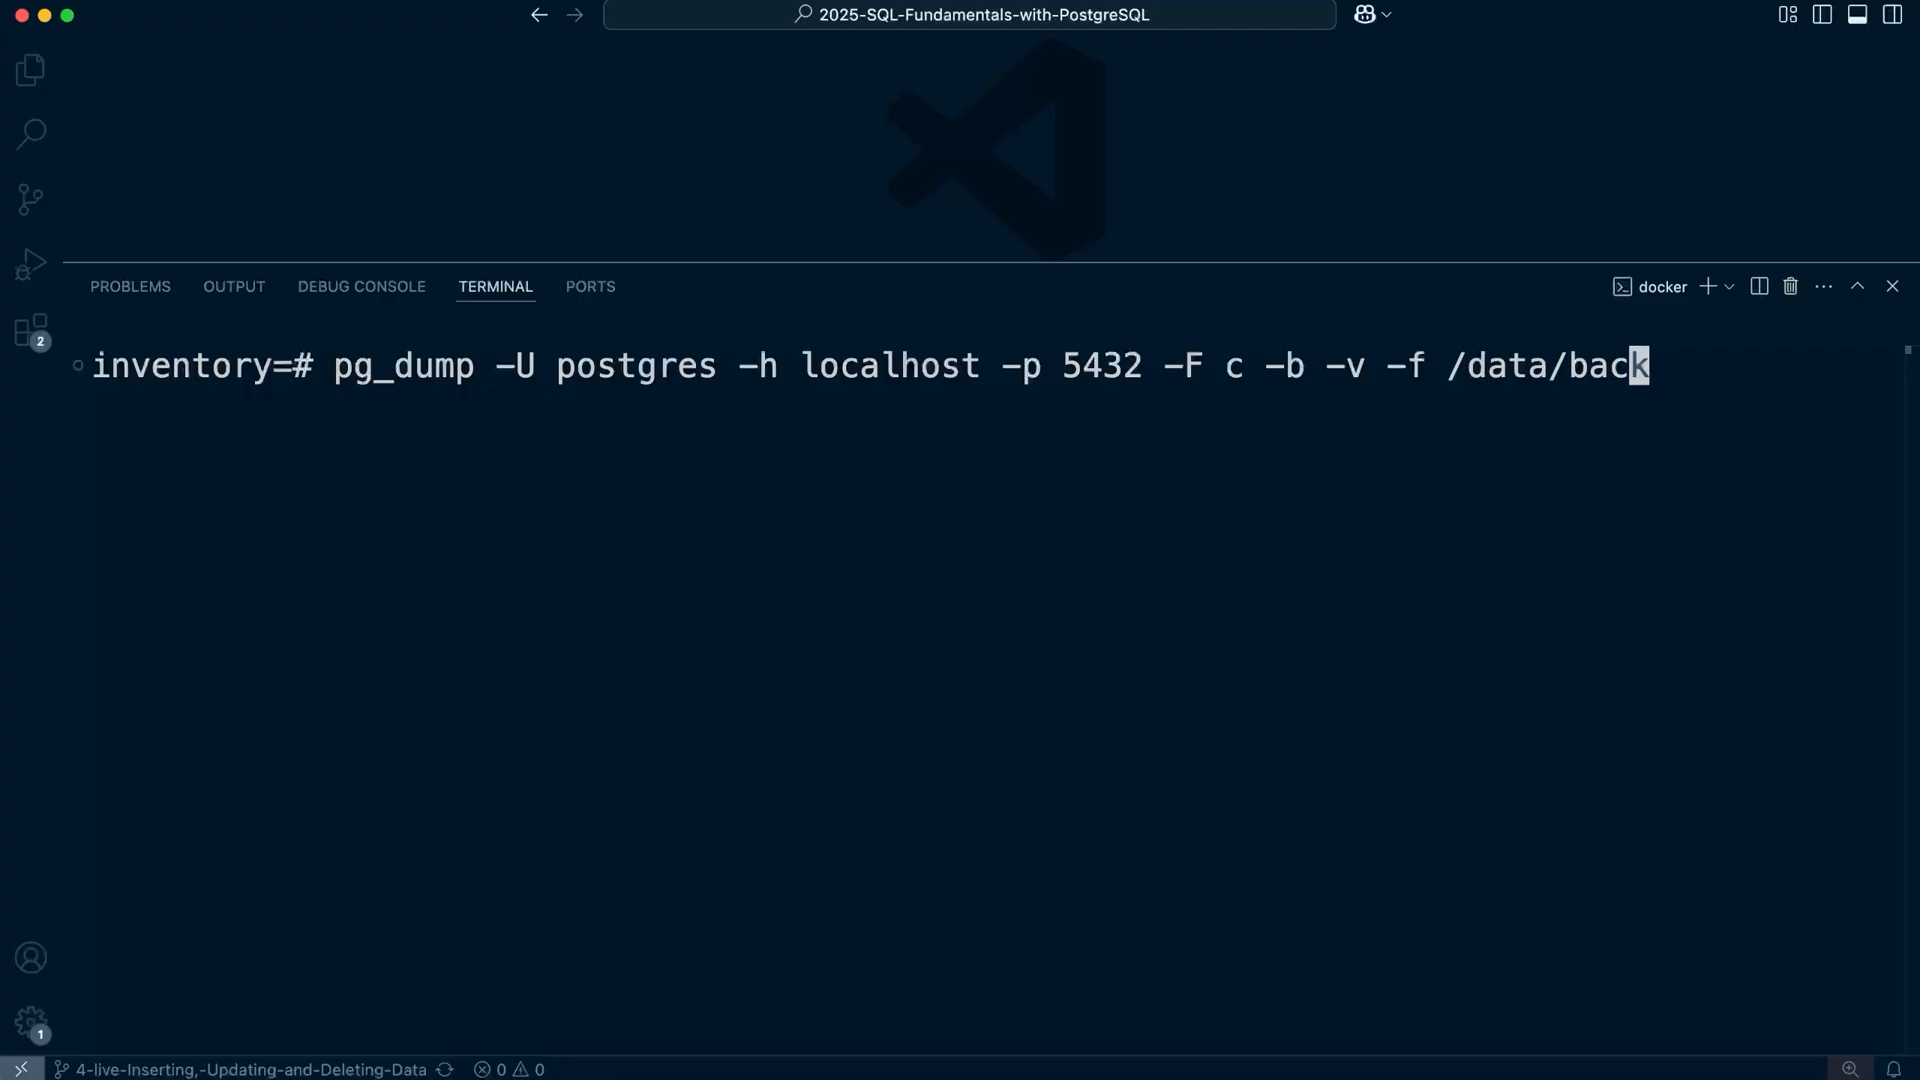 2025-SQL-Fundamentals-with-PostgreSQL
PROBLEMS OUTPUT DEBUG CONSOLE TERMINAL PORTS
docker
2
inventory=# pg_dump -U postgres -h localhost -p 5432 -F c -b -v -f /data/back
1
4-live-Inserting,-Updating-and-Deleting-Data 0 0